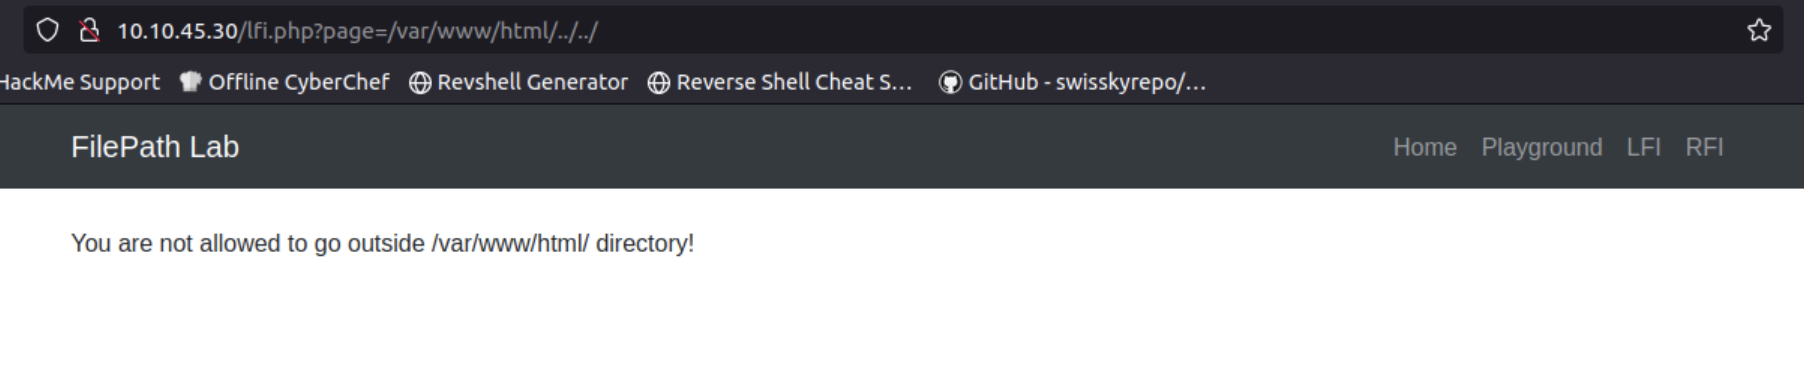 10.10.45.30/lfi.php?page=/var/www/html/../../
HackMe Support Offline CyberChef Revshell Generator Reverse Shell Cheat S... GitHub - swisskyrepo/...
FilePath Lab Home Playground LFI RFI
You are not allowed to go outside /var/www/html/ directory!